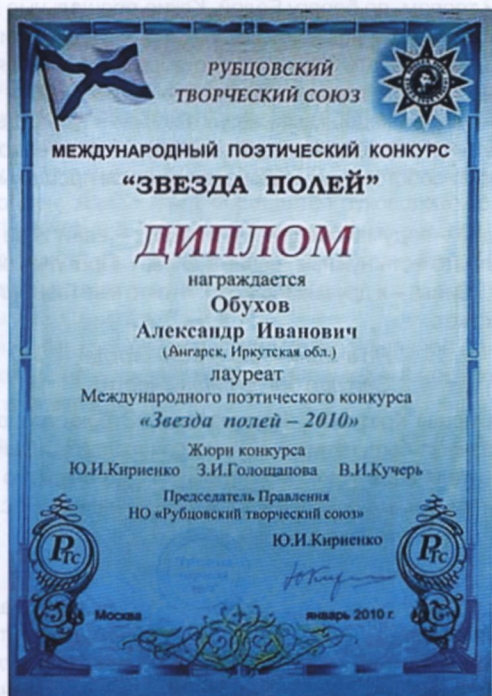 РУБЦОВСКИЙ
ТВОРЧЕСКИЙ СОЮЗ
МЕЖДУНАРОДНЫЙ ПОЭТИЧЕСКИЙ КОНКУРС
“ЗВЕЗДА ПОЛЕЙ”
ДИПЛОМ
награждается
Обухов
Александр Иванович
(Ангарск, Иркутская обл.)
лауреат
Международного поэтического конкурса
«Звезда полей – 2010»
Жюри конкурса
Ю.И.Кириенко З.И.Голощапова В.И.Кучерь
Председатель Правления
НО «Рубцовский творческий союз»
Ю.И.Кириенко
РТС РТС
Москва январь 2010 г.